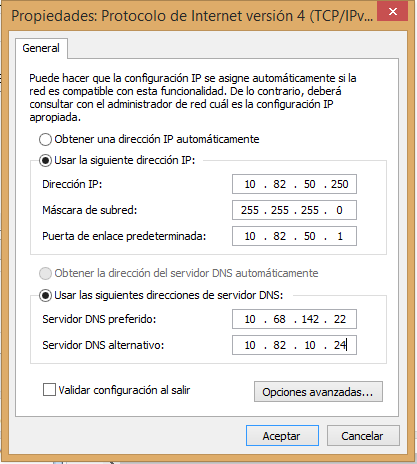 Propiedades: Protocolo de Internet versión 4 (TCP/IPv...
General
Puede hacer que la configuración IP se asigne automáticamente si la
red es compatible con esta funcionalidad. De lo contrario, deberá
consultar con el administrador de red cuál es la configuración IP
apropiada.
Obtener una dirección IP automáticamente
Usar la siguiente dirección IP:
Dirección IP: 10 . 82 . 50 . 250
Máscara de subred: 255 . 255 . 255 . 0
Puerta de enlace predeterminada: 10 . 82 . 50 . 1
Obtener la dirección del servidor DNS automáticamente
Usar las siguientes direcciones de servidor DNS:
Servidor DNS preferido: 10 . 68 . 142 . 22
Servidor DNS alternativo: 10 . 82 . 10 . 24
Validar configuración al salir
Opciones avanzadas...
Aceptar Cancelar